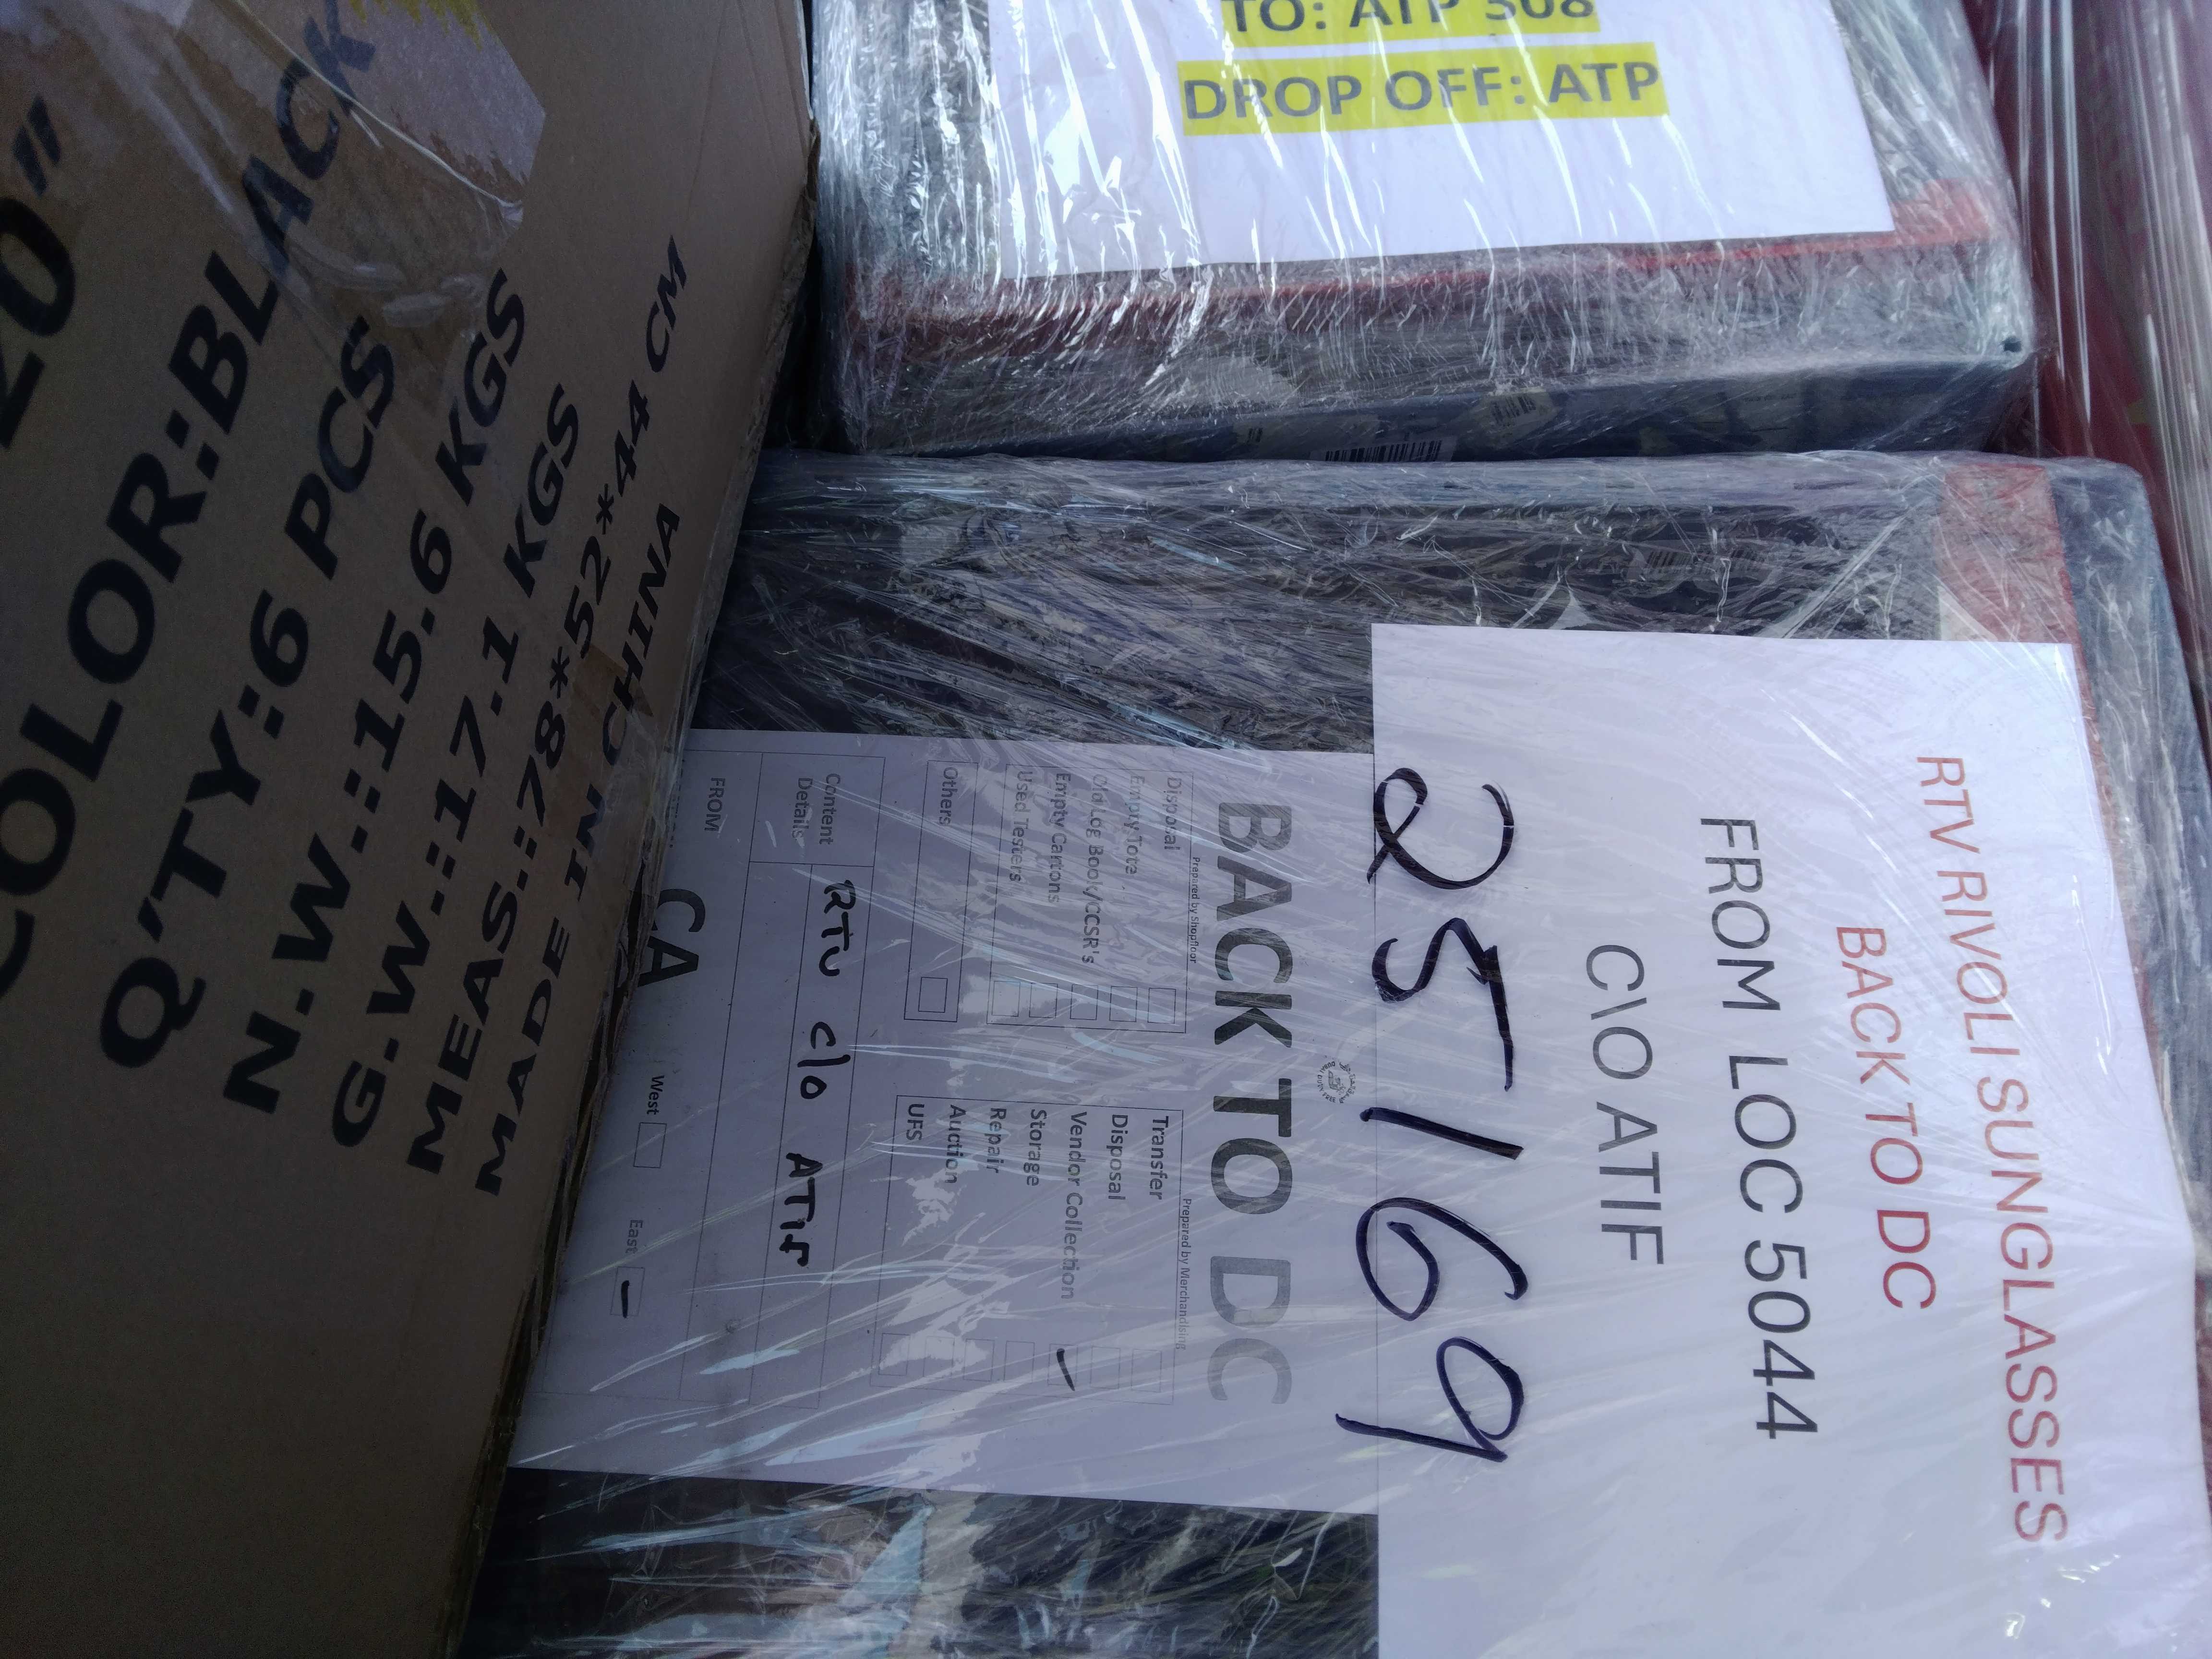 20"
COLOR:BLACK
Q'TY:6 PCS
N.W.:15.6 KGS
G.W.:17.1 KGS
MEAS.:78*52*44 CM
MADE IN CHINA
TO: ATP 508
DROP OFF: ATP
RTV RIVOLI SUNGLASSES
BACK TO DC
FROM LOC 5044
C\O ATIF
25169
BACK TO DC
Prepared by Shopfloor
Disposal
Empty Tote
Old Log Book/CCSR's
Empty Cartons
Used Testers
Others
Prepared by Merchandising
Transfer
Disposal
Vendor Collection
Storage
Repair
Auction
UFS
Content
Details
RTV C/O ATIF
FROM
CA
West
East